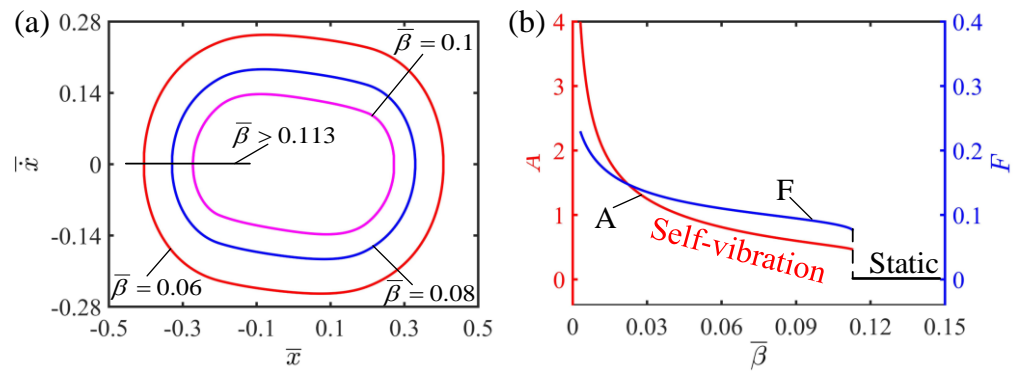 (a)
0.28
0.14
0
-0.14
-0.28
-0.5
-0.3
-0.1
0.1
0.3
0.5
ẋ̅
x̅
β̅ = 0.1
β̅ > 0.113
β̅ = 0.06
β̅ = 0.08
(b)
4
3
2
1
0
A
0
0.03
0.06
0.09
0.12
0.15
β̅
0.4
0.3
0.2
0.1
0
F
F
A
Self-vibration
Static